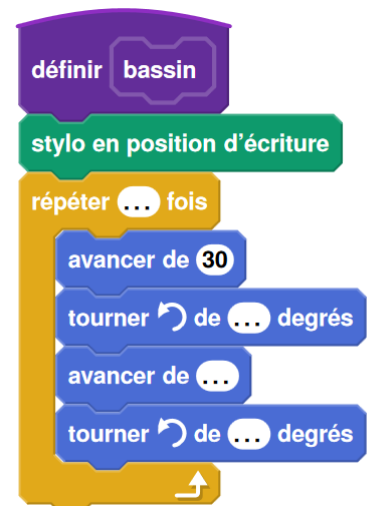 définir bassin
stylo en position d'écriture
répéter ... fois
avancer de 30
tourner de ... degrés
avancer de ...
tourner de ... degrés